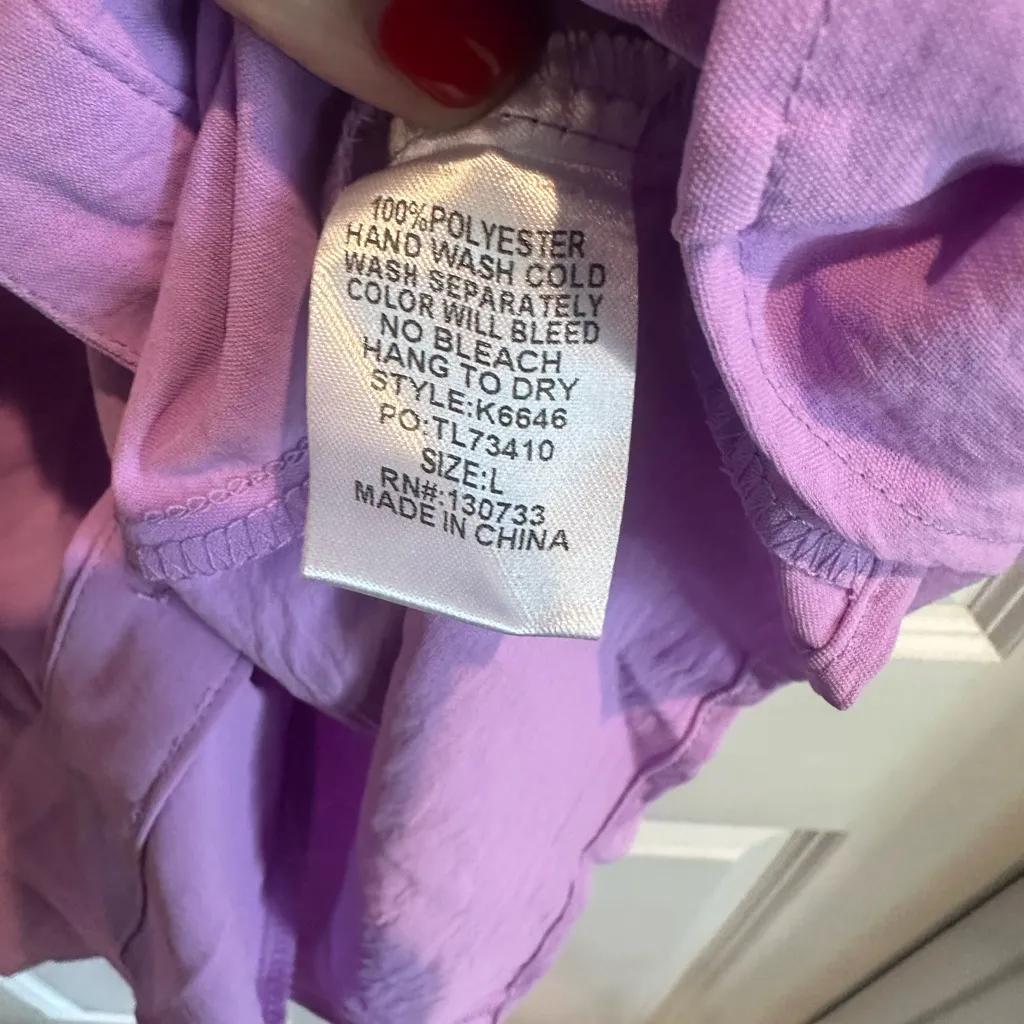 100%POLYESTER
HAND WASH COLD
WASH SEPARATELY
COLOR WILL BLEED
NO BLEACH
HANG TO DRY
STYLE:K6646
PO:TL73410
SIZE:L
RN#:130733
MADE IN CHINA